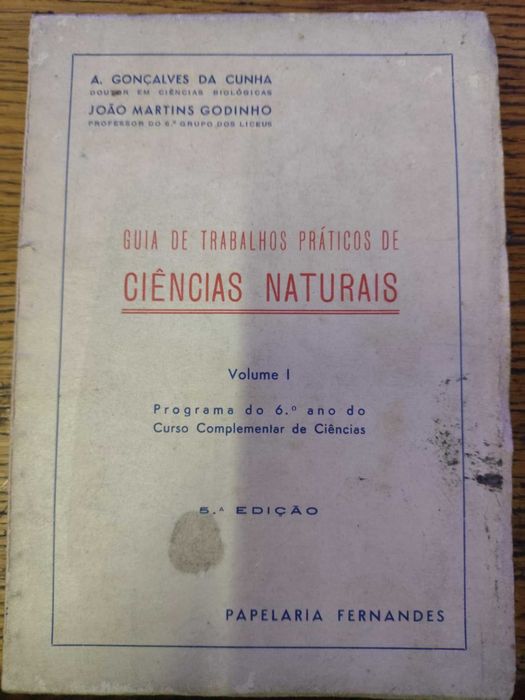 A. GONÇALVES DA CUNHA
DOUTOR EM CIÊNCIAS BIOLÓGICAS
JOÃO MARTINS GODINHO
PROFESSOR DO 6.º GRUPO DOS LICEUS
GUIA DE TRABALHOS PRÁTICOS DE
CIÊNCIAS NATURAIS
Volume I
Programa do 6.º ano do
Curso Complementar de Ciências
5.ª EDIÇÃO
PAPELARIA FERNANDES